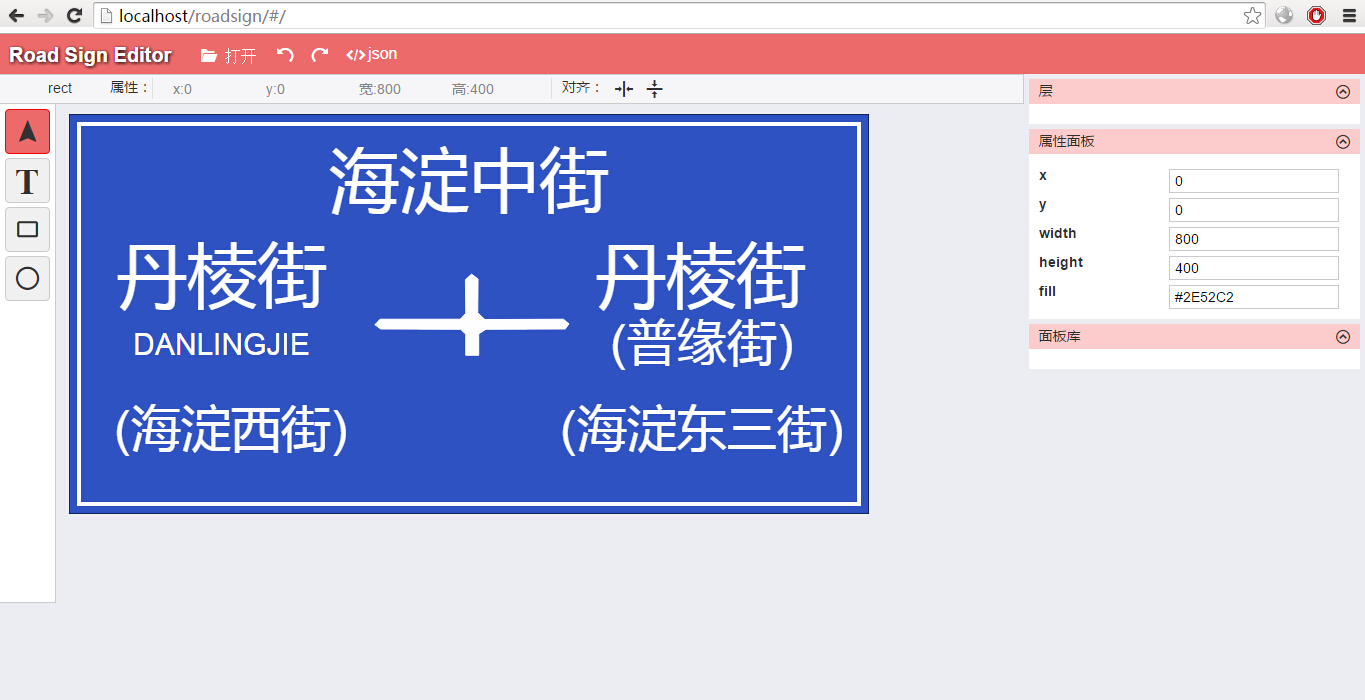 localhost/roadsign/#/
Road Sign Editor 打开 </>json
rect 属性： x:0 y:0 宽:800 高:400 对齐：
T
海淀中街
丹棱街 丹棱街
DANLINGJIE (普缘街)
(海淀西街) (海淀东三街)
层
属性面板
x 0
y 0
width 800
height 400
fill #2E52C2
面板库